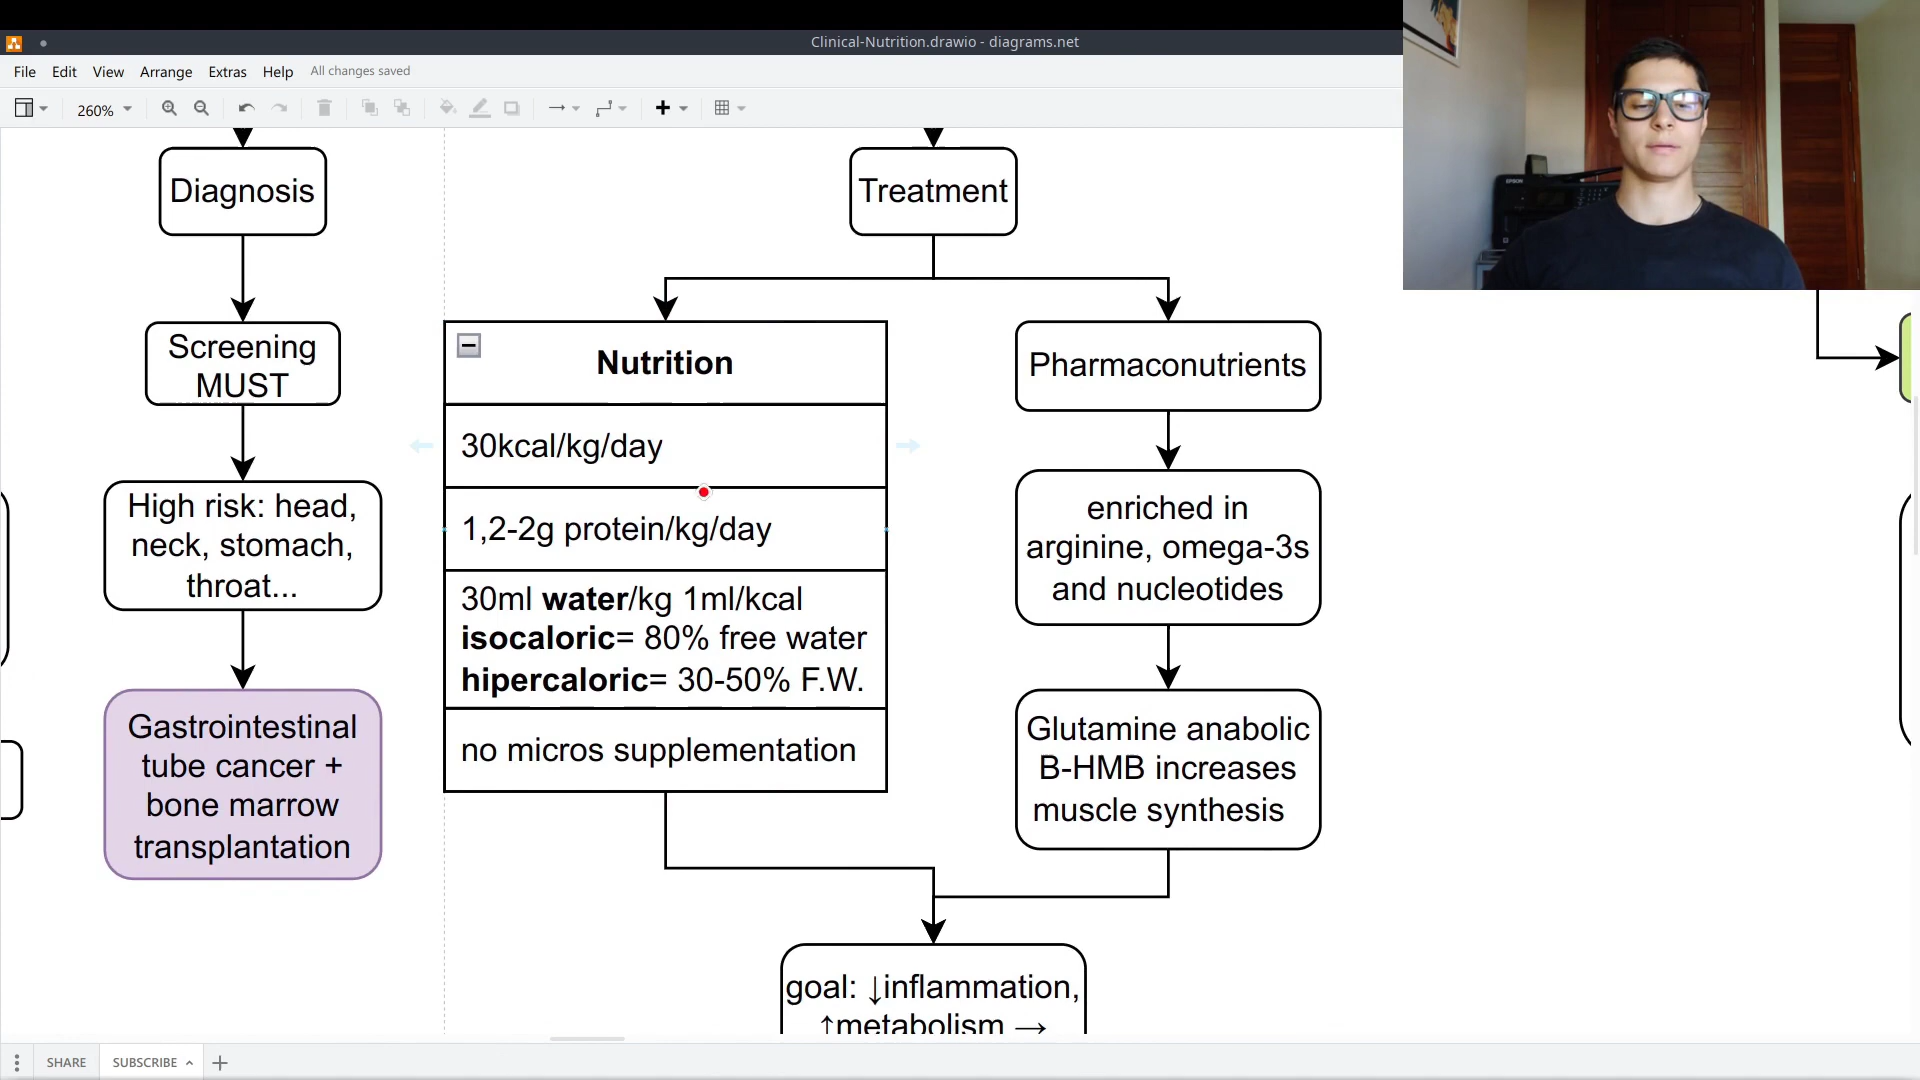 Clinical-Nutrition.drawio - diagrams.net
File Edit View Arrange Extras Help All changes saved
260%
Diagnosis
Screening
MUST
High risk: head,
neck, stomach,
throat...
Gastrointestinal
tube cancer +
bone marrow
transplantation
Treatment
Nutrition
30kcal/kg/day
1,2-2g protein/kg/day
30ml water/kg 1ml/kcal
isocaloric= 80% free water
hipercaloric= 30-50% F.W.
no micros supplementation
Pharmaconutrients
enriched in
arginine, omega-3s
and nucleotides
Glutamine anabolic
B-HMB increases
muscle synthesis
goal: ↓inflammation,
↑metabolism →
EPSON
SHARE SUBSCRIBE